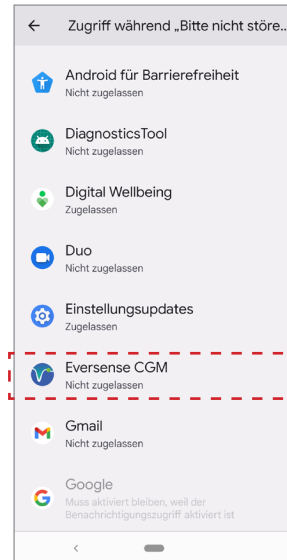 Zugriff während „Bitte nicht störe..
Android für Barrierefreiheit
Nicht zugelassen
DiagnosticsTool
Nicht zugelassen
Digital Wellbeing
Zugelassen
Duo
Nicht zugelassen
Einstellungsupdates
Zugelassen
Eversense CGM
Nicht zugelassen
Gmail
Nicht zugelassen
Google
Muss aktiviert bleiben, weil der
Benachrichtigungszugriff aktiviert ist